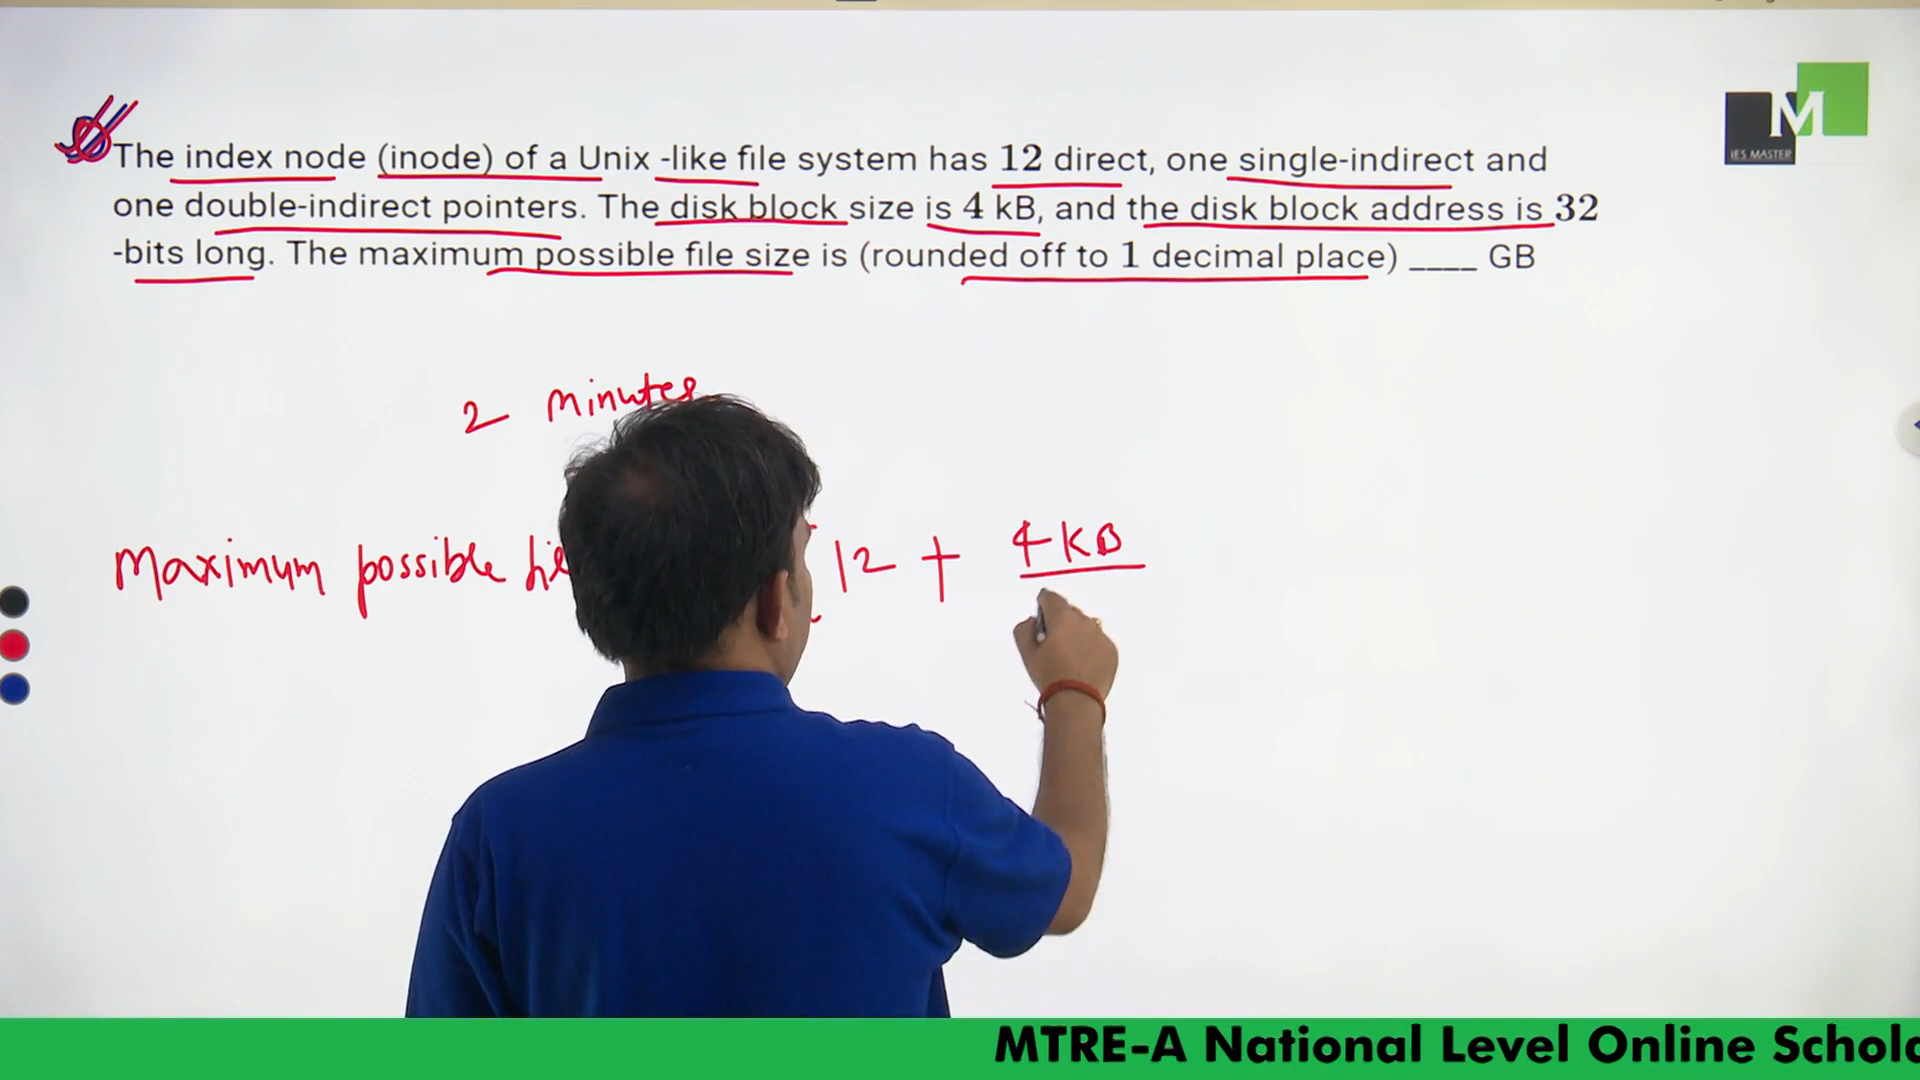 The index node (inode) of a Unix -like file system has 12 direct, one single-indirect and
one double-indirect pointers. The disk block size is 4 kB, and the disk block address is 32
-bits long. The maximum possible file size is (rounded off to 1 decimal place) ____ GB
M
IES MASTER
2 minutes
Maximum possible
12 + 4KB
MTRE-A National Level Online